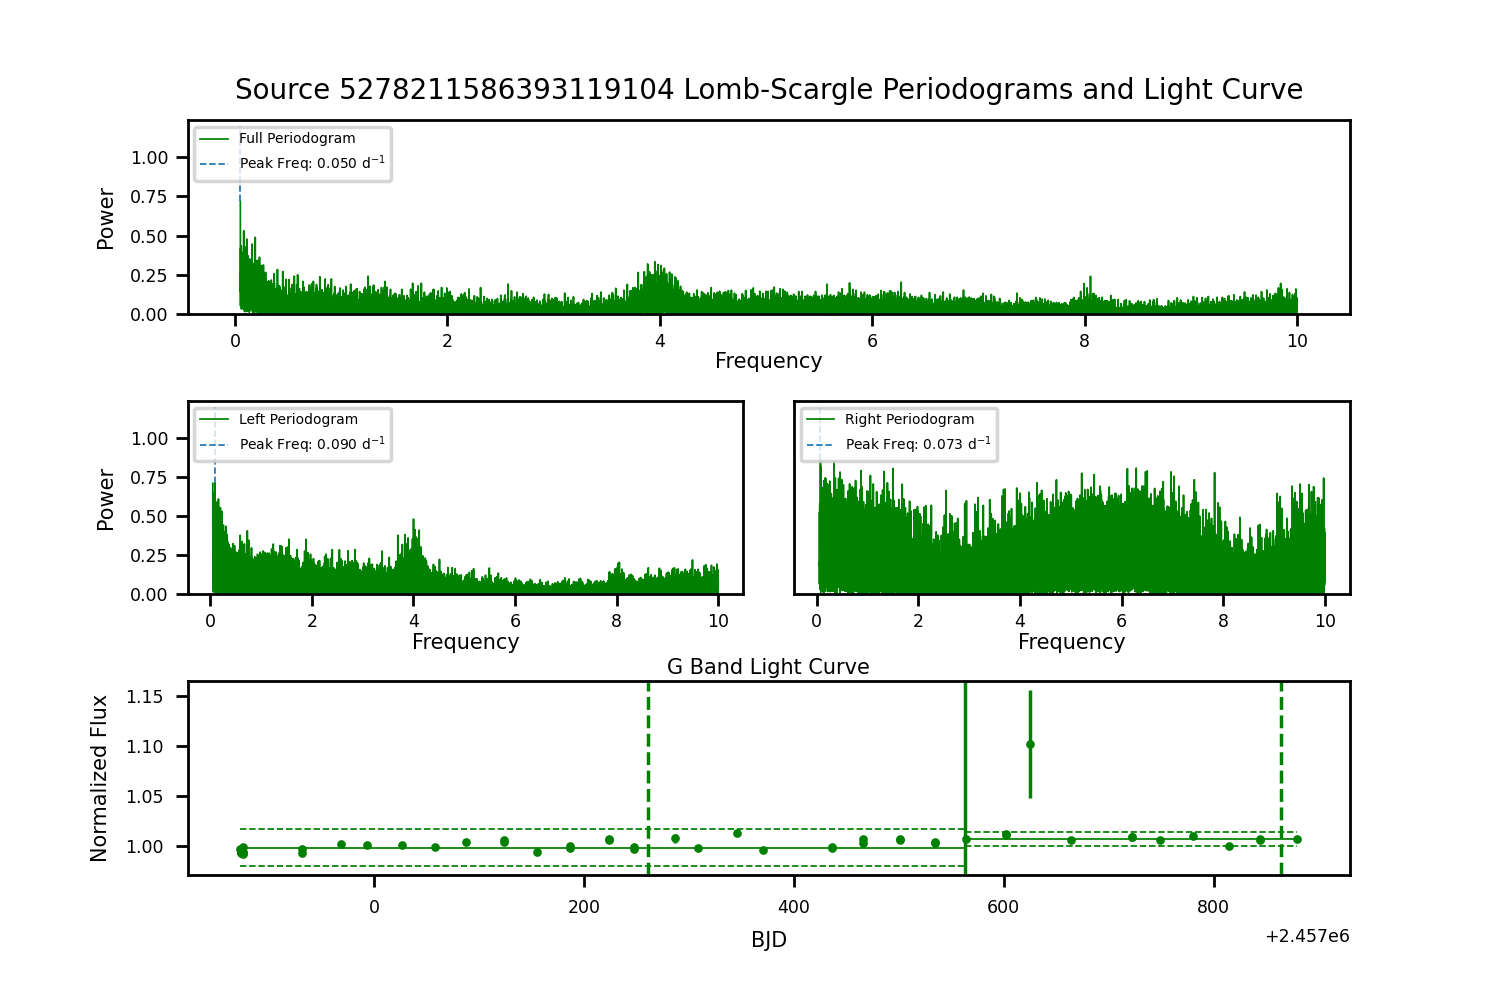 Source 5278211586393119104 Lomb-Scargle Periodograms and Light Curve
Full Periodogram
Peak Freq: 0.050 d⁻¹
1.00
0.75
0.50
0.25
0.00
Power
0 2 4 6 8 10
Frequency
Left Periodogram
Peak Freq: 0.090 d⁻¹
1.00
0.75
0.50
0.25
0.00
Power
0 2 4 6 8 10
Frequency
Right Periodogram
Peak Freq: 0.073 d⁻¹
0 2 4 6 8 10
Frequency
G Band Light Curve
1.15
1.10
1.05
1.00
Normalized Flux
0 200 400 600 800
BJD
+2.457e6